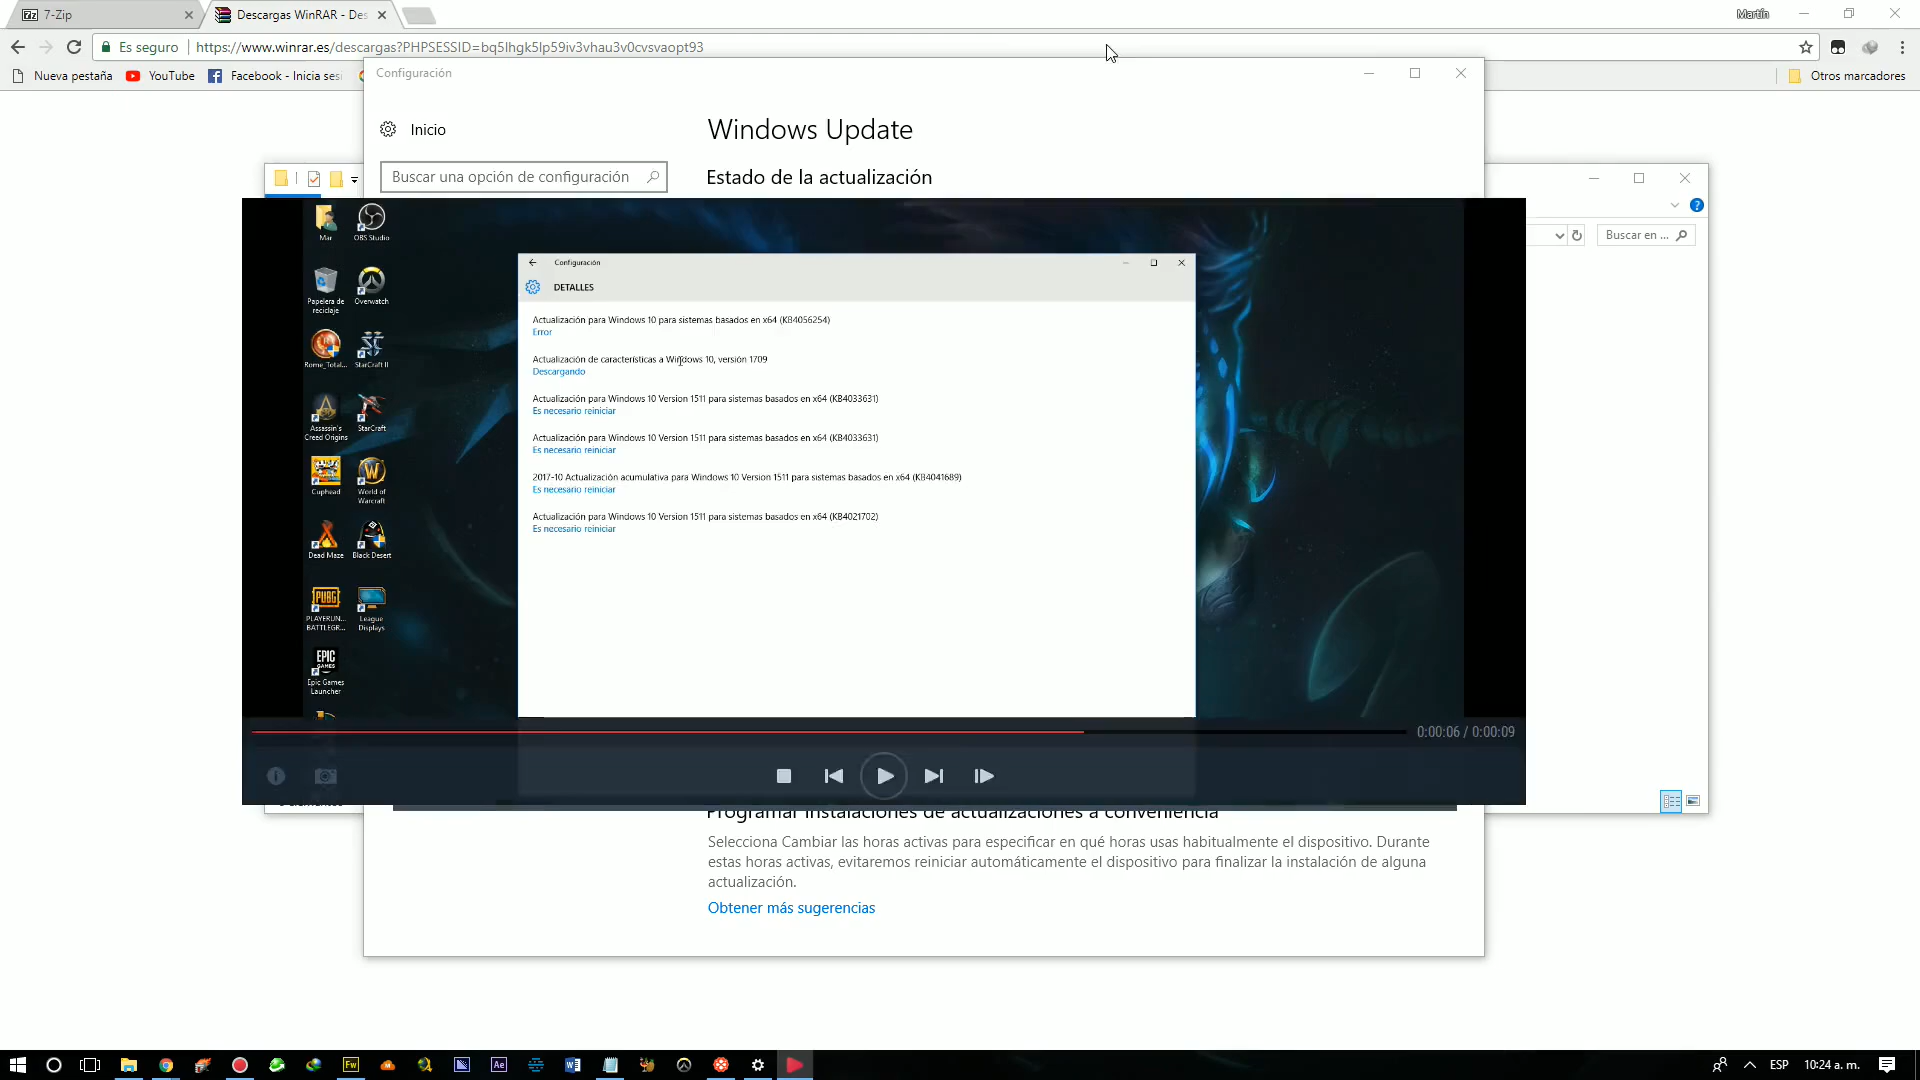 7-Zip
Descargas WinRAR - Des
Martín
Es seguro
https://www.winrar.es/descargas?PHPSESSID=bq5lhgk5lp59iv3vhau3v0cvsvaopt93
Nueva pestaña
YouTube
Facebook - Inicia sesi
Otros marcadores
Configuración
Inicio
Windows Update
Buscar una opción de configuración
Estado de la actualización
Buscar en ...
Mar
OBS Studio
Papelera de reciclaje
Overwatch
Rome_Total...
StarCraft II
Assassin's Creed Origins
StarCraft
Cuphead
World of Warcraft
Dead Maze
Black Desert
PLAYERUN... BATTLEGR...
League Displays
Epic Games Launcher
Configuración
DETALLES
Actualización para Windows 10 para sistemas basados en x64 (KB4056254)
Error
Actualización de características a Windows 10, versión 1709
Descargando
Actualización para Windows 10 Version 1511 para sistemas basados en x64 (KB4033631)
Es necesario reiniciar
Actualización para Windows 10 Version 1511 para sistemas basados en x64 (KB4033631)
Es necesario reiniciar
2017-10 Actualización acumulativa para Windows 10 Version 1511 para sistemas basados en x64 (KB4041689)
Es necesario reiniciar
Actualización para Windows 10 Version 1511 para sistemas basados en x64 (KB4021702)
Es necesario reiniciar
0:00:06 / 0:00:09
Programar instalaciones de actualizaciones a conveniencia
Selecciona Cambiar las horas activas para especificar en qué horas usas habitualmente el dispositivo. Durante
estas horas activas, evitaremos reiniciar automáticamente el dispositivo para finalizar la instalación de alguna
actualización.
Obtener más sugerencias
ESP
10:24 a. m.